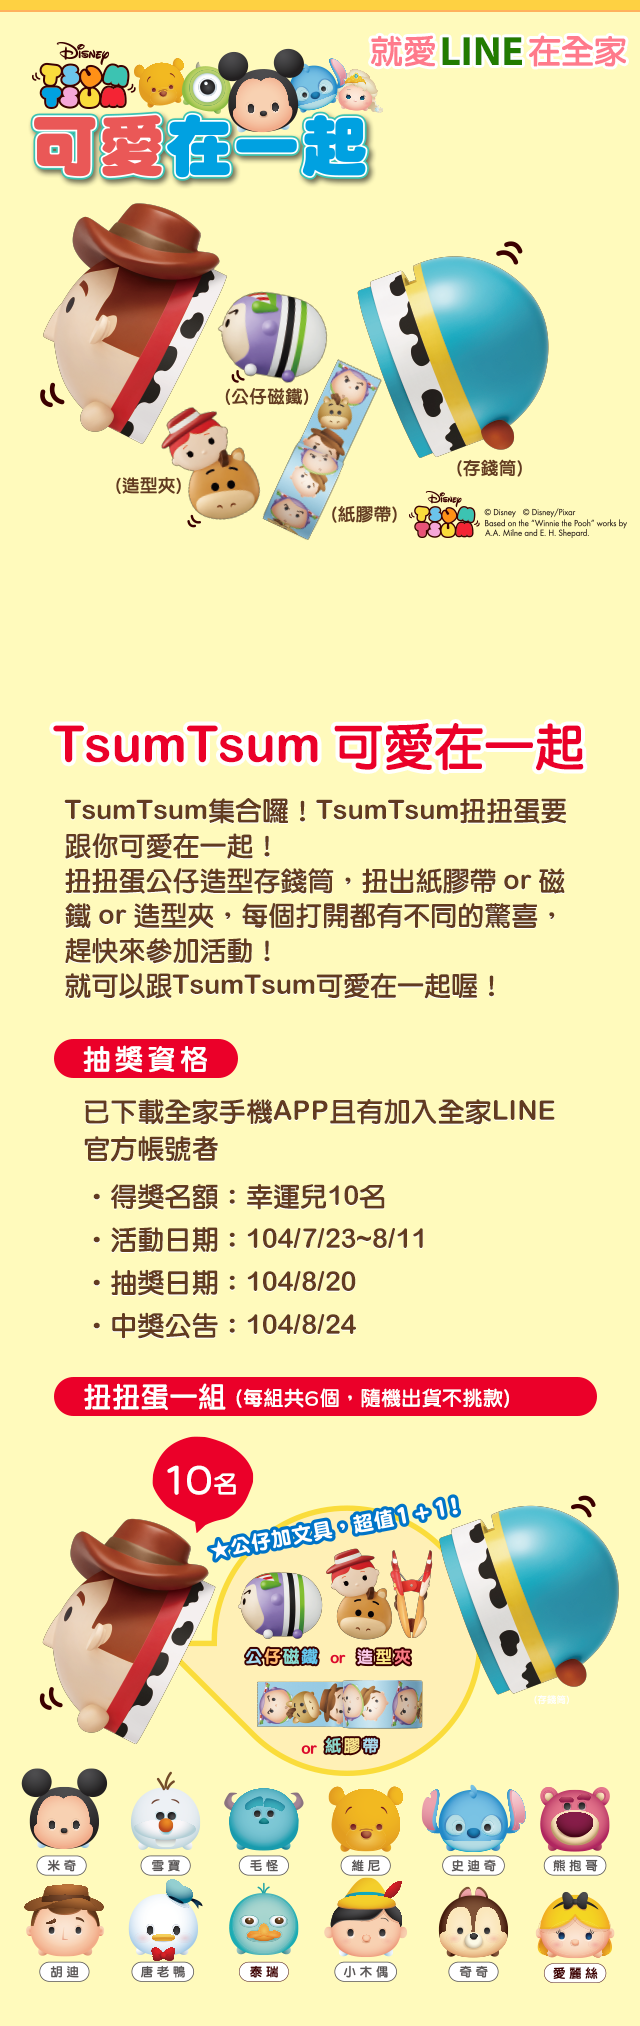 就愛LINE在全家
Disney
TSUM
TSUM
可愛在一起
(公仔磁鐵)
(造型夾)
(存錢筒)
(紙膠帶)
Disney
TSUM
TSUM
© Disney © Disney/Pixar
Based on the "Winnie the Pooh" works by
A.A. Milne and E. H. Shepard.
TsumTsum 可愛在一起
TsumTsum集合囉！TsumTsum扭扭蛋要
跟你可愛在一起！
扭扭蛋公仔造型存錢筒，扭出紙膠帶 or 磁
鐵 or 造型夾，每個打開都有不同的驚喜，
趕快來參加活動！
就可以跟TsumTsum可愛在一起喔！
抽獎資格
已下載全家手機APP且有加入全家LINE
官方帳號者
・得獎名額：幸運兒10名
・活動日期：104/7/23~8/11
・抽獎日期：104/8/20
・中獎公告：104/8/24
扭扭蛋一組 (每組共6個，隨機出貨不挑款)
10名
★公仔加文具，超值1+1!
公仔磁鐵 or 造型夾
(存錢筒)
or 紙膠帶
米奇 雪寶 毛怪 維尼 史迪奇 熊抱哥
胡迪 唐老鴨 泰瑞 小木偶 奇奇 愛麗絲